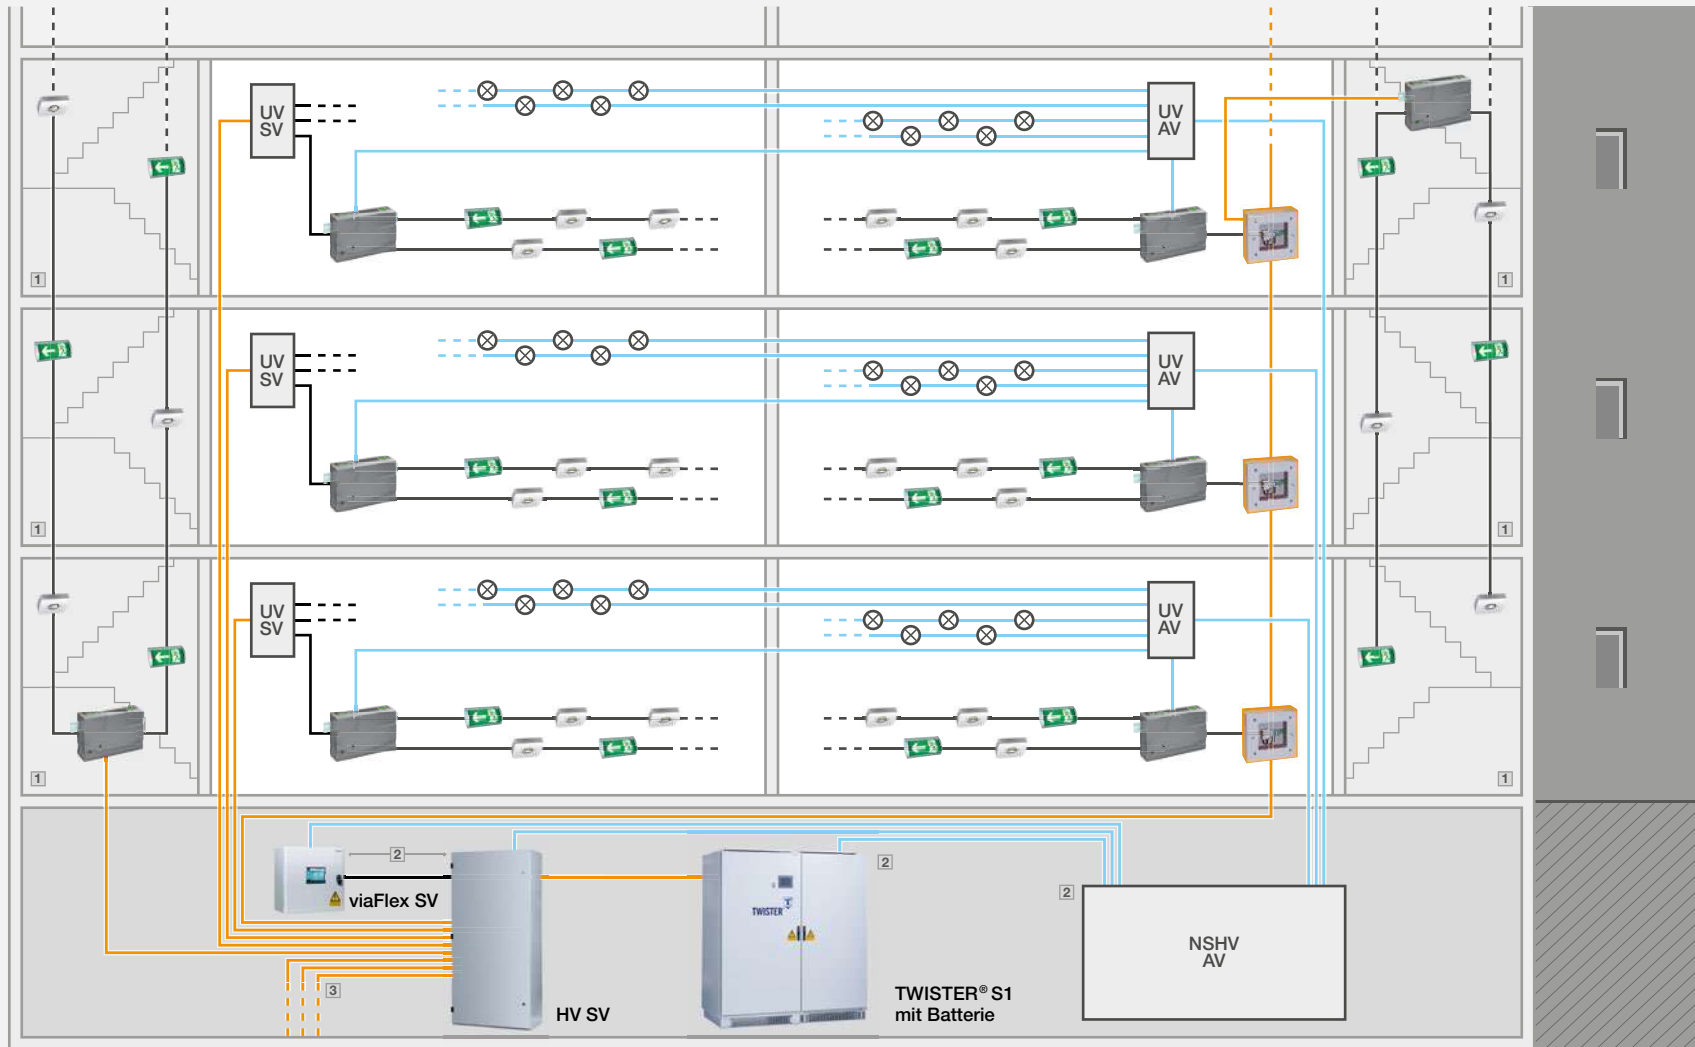 UV
SV
UV
AV
1
1
UV
SV
UV
AV
1
1
UV
SV
UV
AV
1
1
2
viaFlex SV
3
HV SV
TWISTER
2
TWISTER® S1
mit Batterie
2
NSHV
AV